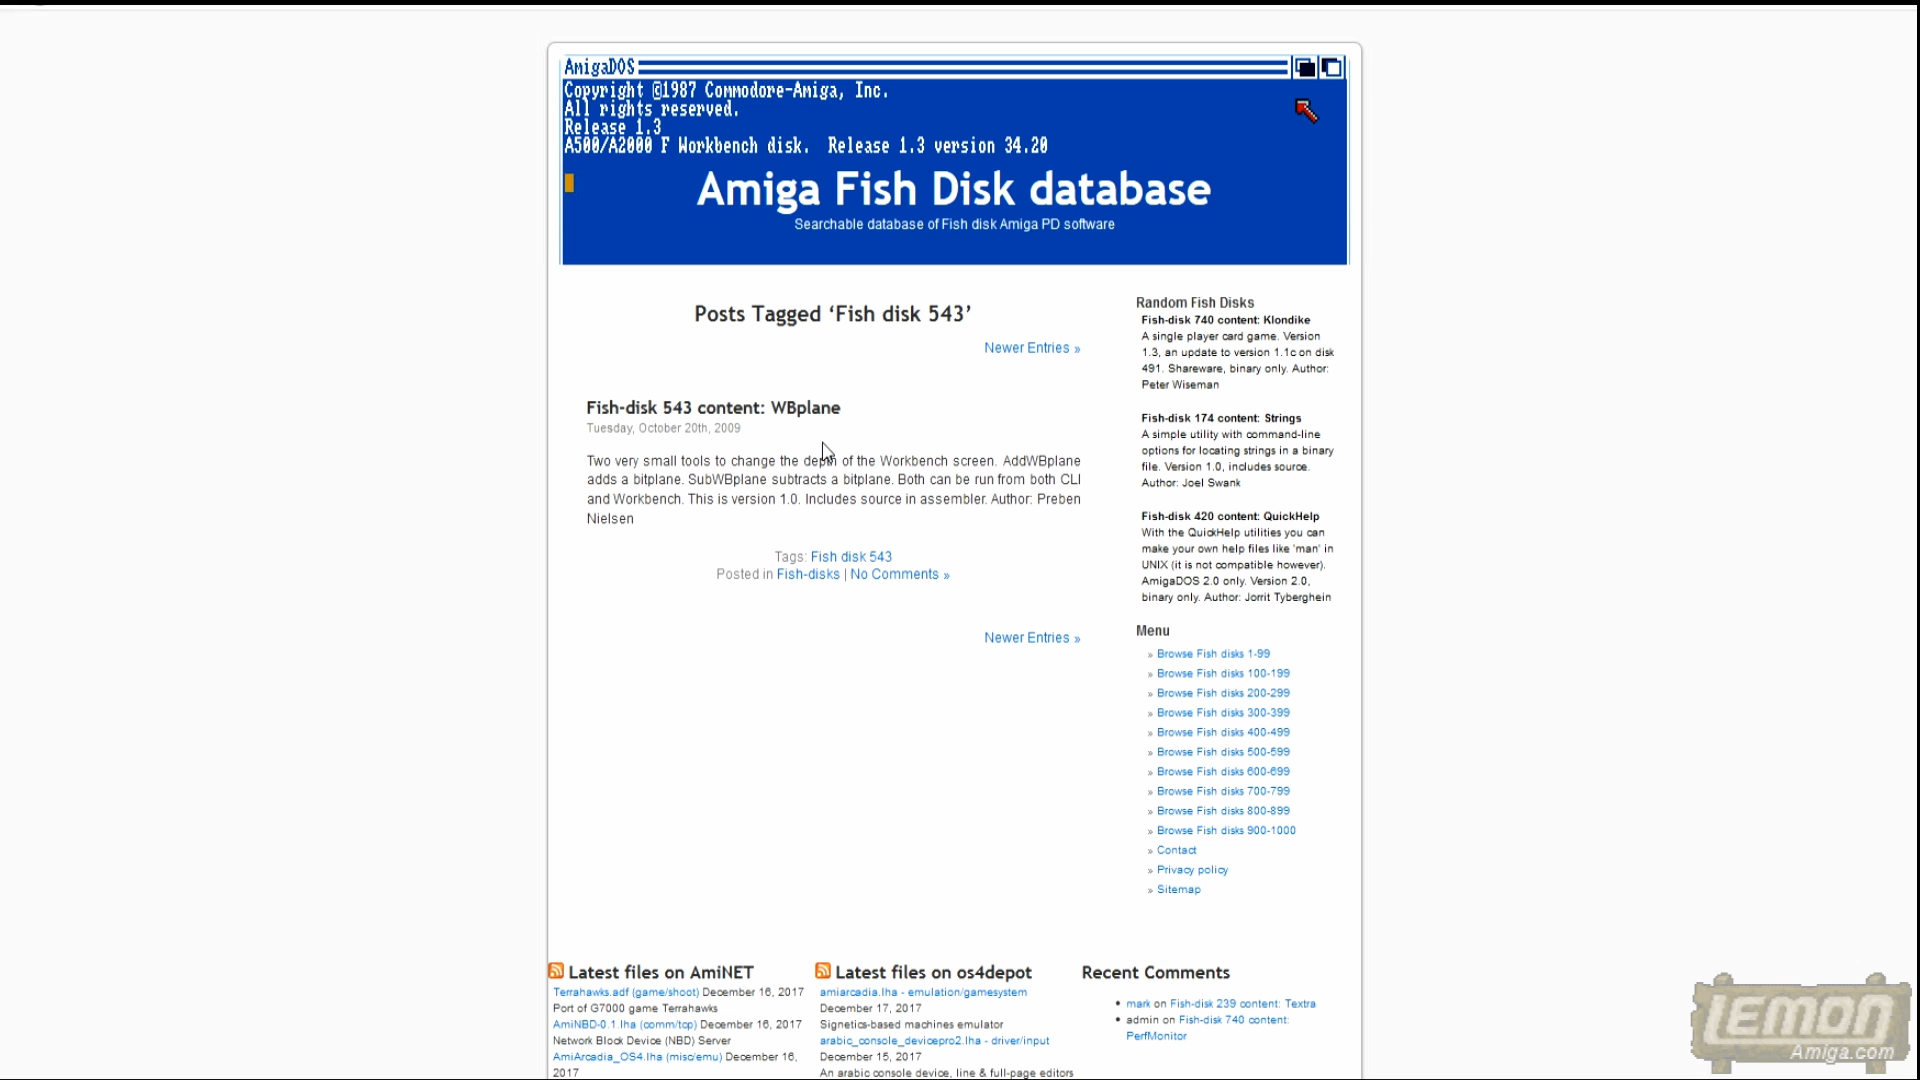 AmigaDOS
Copyright ©1987 Commodore-Amiga, Inc.
All rights reserved.
Release 1.3
A500/A2000 F Workbench disk.  Release 1.3 version 34.20
Amiga Fish Disk database
Searchable database of Fish disk Amiga PD software
Posts Tagged ‘Fish disk 543’
Newer Entries »
Fish-disk 543 content: WBplane
Tuesday, October 20th, 2009
Two very small tools to change the depth of the Workbench screen. AddWBplane
adds a bitplane. SubWBplane subtracts a bitplane. Both can be run from both CLI
and Workbench. This is version 1.0. Includes source in assembler. Author: Preben
Nielsen
Tags: Fish disk 543
Posted in Fish-disks | No Comments »
Newer Entries »
Random Fish Disks
Fish-disk 740 content: Klondike
A single player card game. Version
1.3, an update to version 1.1c on disk
491. Shareware, binary only. Author:
Peter Wiseman
Fish-disk 174 content: Strings
A simple utility with command-line
options for locating strings in a binary
file. Version 1.0, includes source.
Author: Joel Swank
Fish-disk 420 content: QuickHelp
With the QuickHelp utilities you can
make your own help files like 'man' in
UNIX (it is not compatible however).
AmigaDOS 2.0 only. Version 2.0,
binary only. Author: Jorrit Tyberghein
Menu
» Browse Fish disks 1-99
» Browse Fish disks 100-199
» Browse Fish disks 200-299
» Browse Fish disks 300-399
» Browse Fish disks 400-499
» Browse Fish disks 500-599
» Browse Fish disks 600-699
» Browse Fish disks 700-799
» Browse Fish disks 800-899
» Browse Fish disks 900-1000
» Contact
» Privacy policy
» Sitemap
Latest files on AmiNET
Terrahawks.adf (game/shoot) December 16, 2017
Port of G7000 game Terrahawks
AmiNBD-0.1.lha (comm/tcp) December 16, 2017
Network Block Device (NBD) Server
AmiArcadia_OS4.lha (misc/emu) December 16,
2017
Latest files on os4depot
amiarcadia.lha - emulation/gamesystem
December 17, 2017
Signetics-based machines emulator
arabic_console_devicepro2.lha - driver/input
December 15, 2017
An arabic console device, line & full-page editors
Recent Comments
• mark on Fish-disk 239 content: Textra
• admin on Fish-disk 740 content:
PerfMonitor
Lemon
Amiga.com